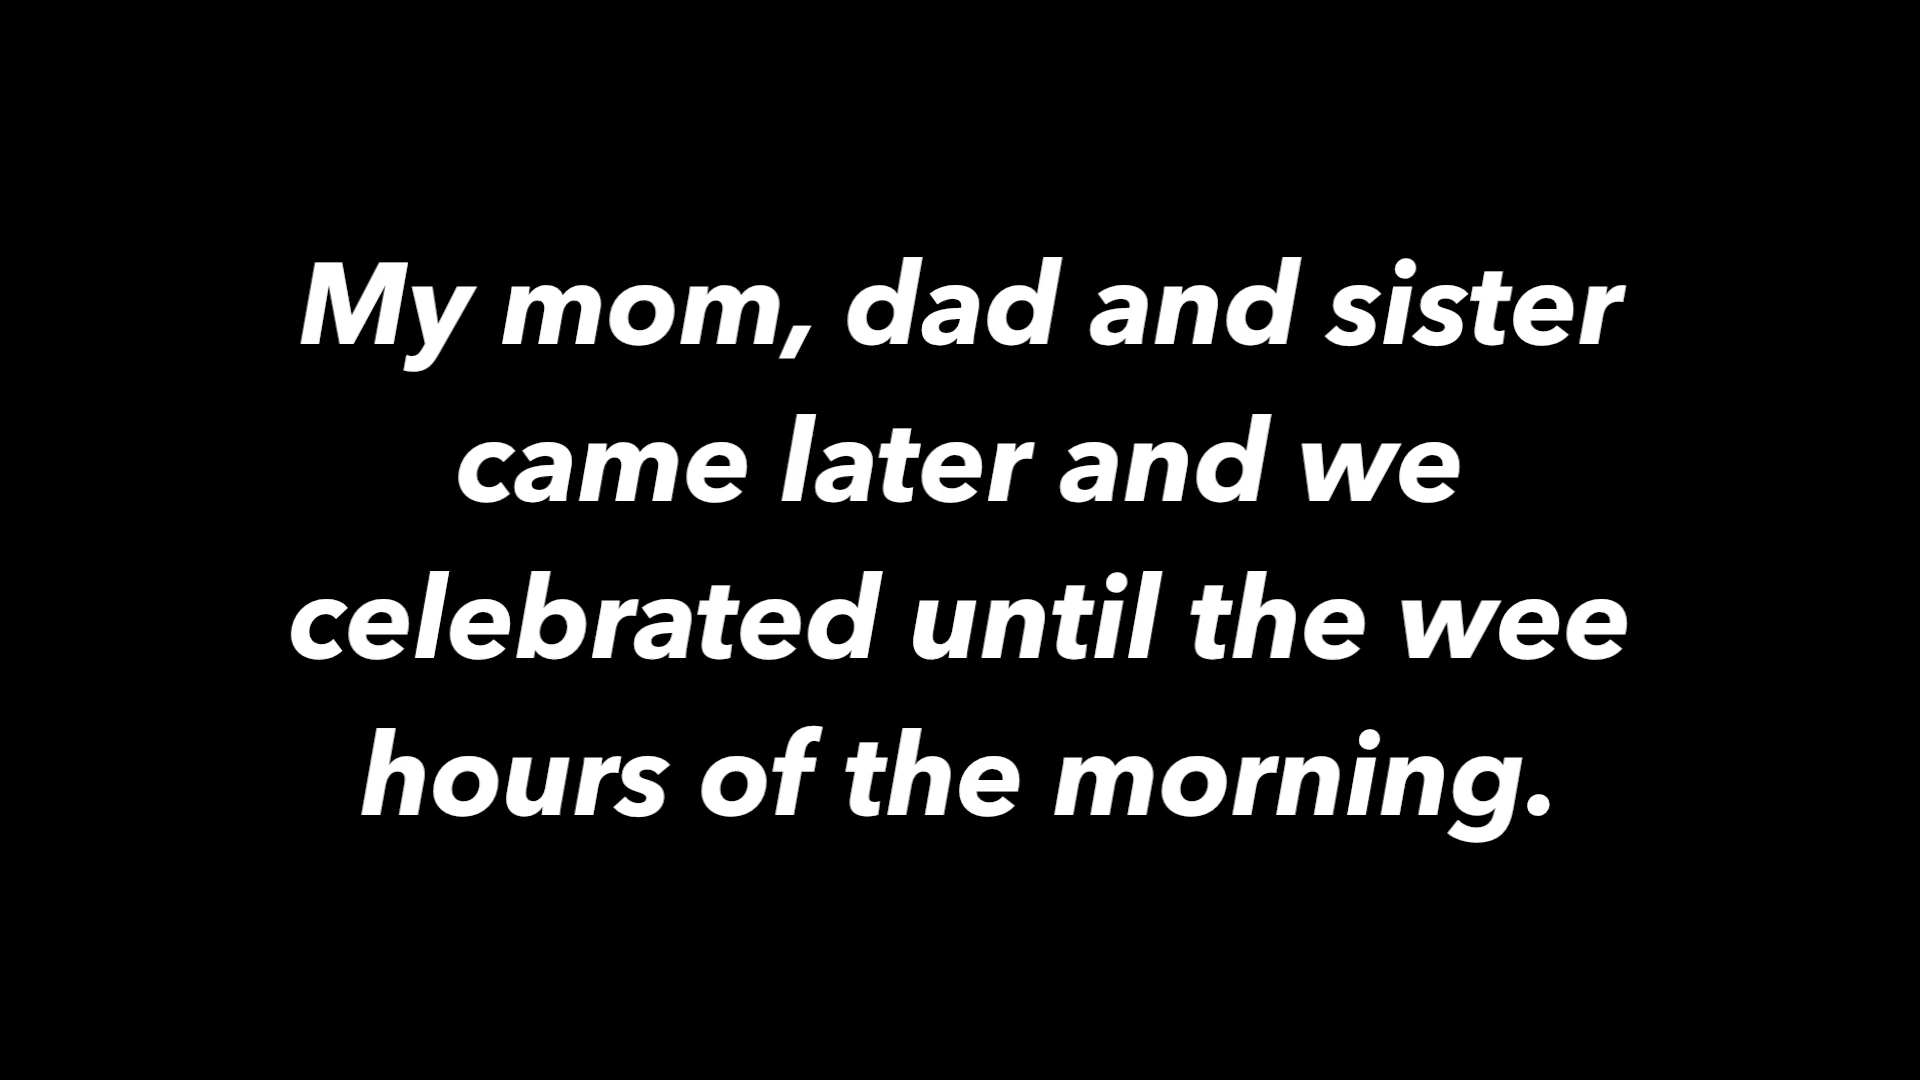 My mom, dad and sister
came later and we
celebrated until the wee
hours of the morning.